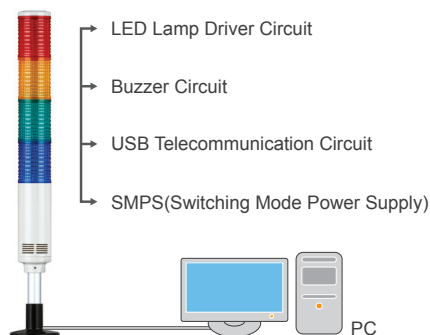 LED Lamp Driver Circuit
Buzzer Circuit
USB Telecommunication Circuit
SMPS(Switching Mode Power Supply)
PC